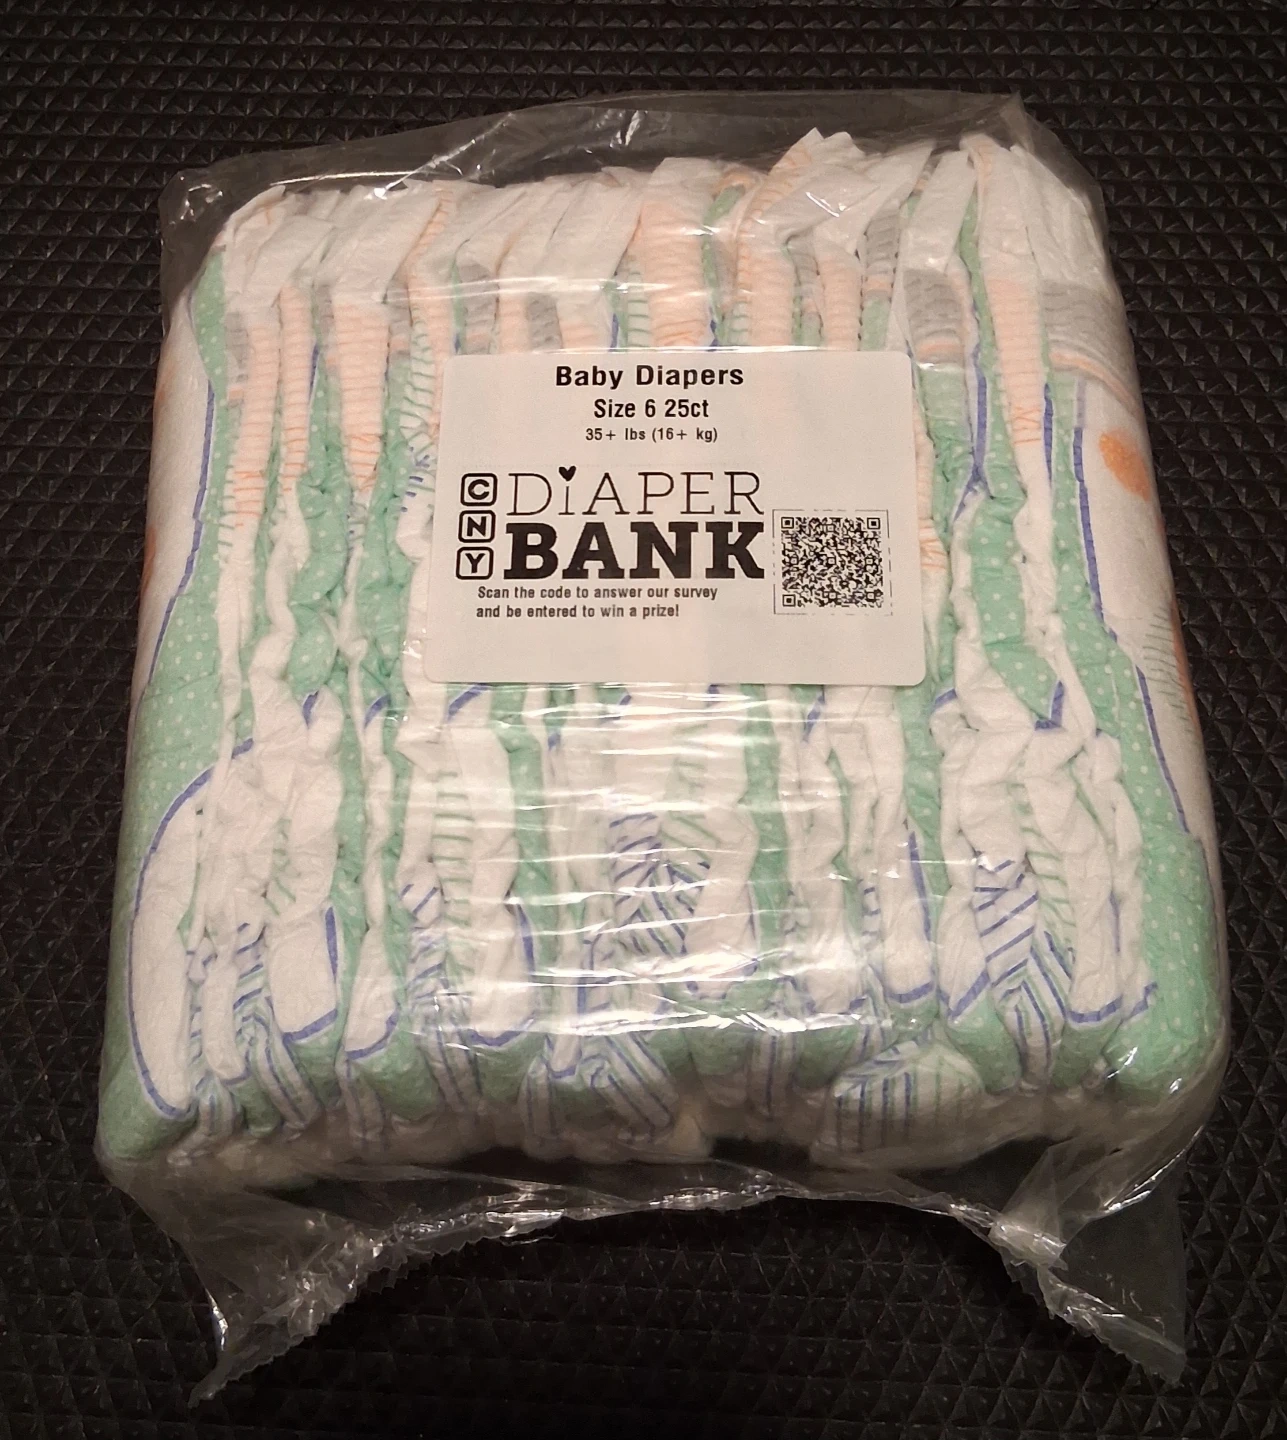 Baby Diapers
Size 6 25ct
35+ lbs (16+ kg)
CNY
DiAPER
BANK
Scan the code to answer our survey
and be entered to win a prize!